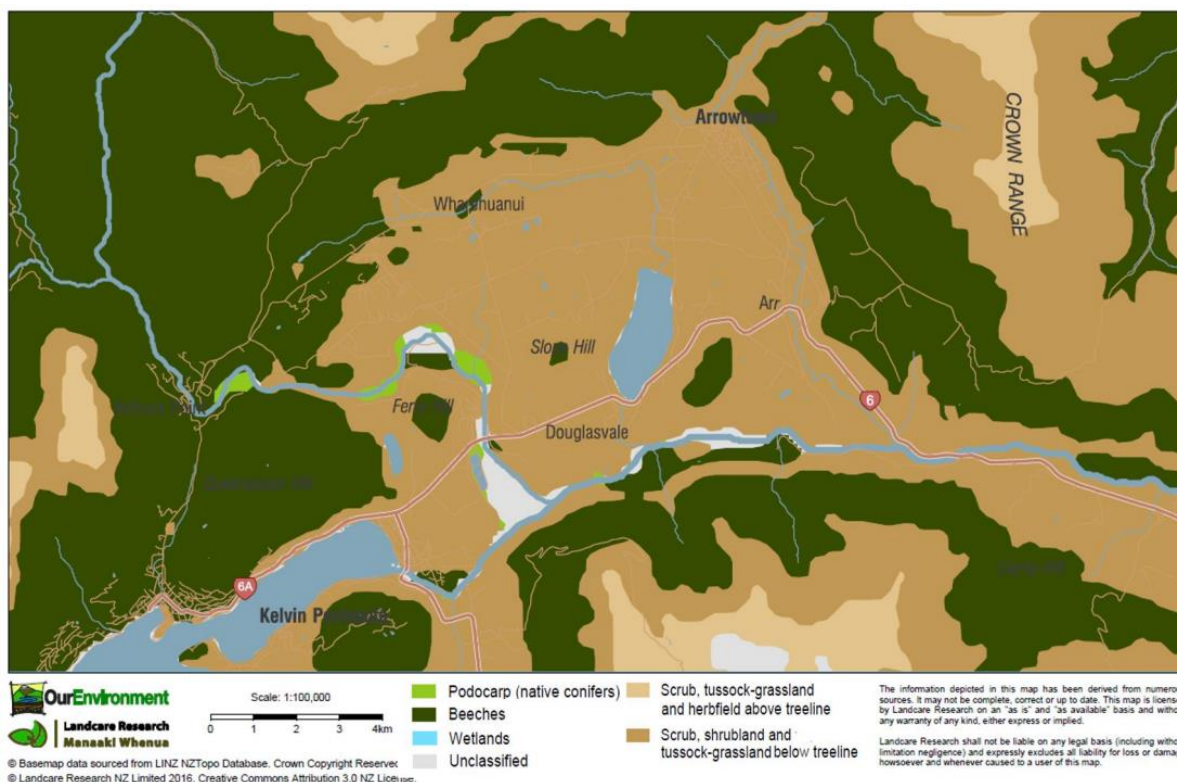 CROWN RANGE
Arrowtown
Arr
Slope Hill
6
Hill
Douglasvale
6A
Kelvin Peninsula
OurEnvironment
Landcare Research
Manaaki Whenua
Scale: 1:100,000
0 1 2 3 4km
Podocarp (native conifers)
Beeches
Wetlands
Unclassified
Scrub, tussock-grassland
and herbfield above treeline
Scrub, shrubland and
tussock-grassland below treeline
The information depicted in this map has been derived from numero
sources. It may not be complete, correct or up to date. This map is license
by Landcare Research on an "as is" and "as available" basis and witho
any warranty of any kind, either express or implied.
Landcare Research shall not be liable on any legal basis (including witho
limitation negligence) and expressly excludes all liability for loss or dama
howsoever and whenever caused to a user of this map.
© Basemap data sourced from LINZ NZTopo Database. Crown Copyright Reserved
© Landcare Research NZ Limited 2016. Creative Commons Attribution 3.0 NZ License.